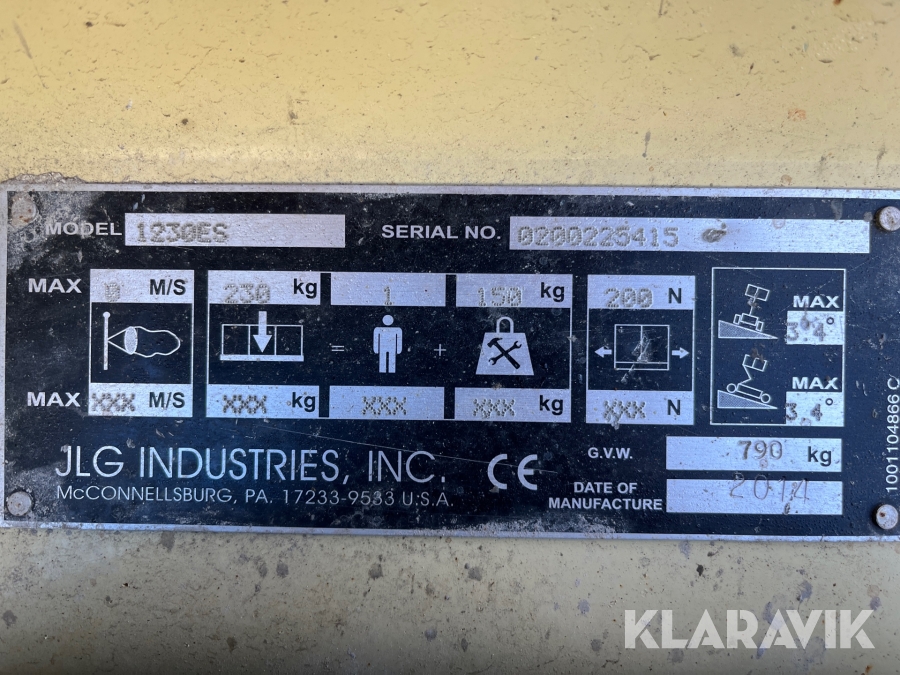 MODEL 1230ES SERIAL NO. 0200225415
MAX 0 M/S 230 kg 1 150 kg 200 N MAX 3.4°
= +
MAX XXX M/S XXX kg XXX XXX kg XXX N MAX 3.4°
JLG INDUSTRIES, INC. CE G.V.W. 790 kg
McCONNELLSBURG, PA. 17233-9533 U.S.A. DATE OF MANUFACTURE 2014
1001104866 C
KLARAVIK